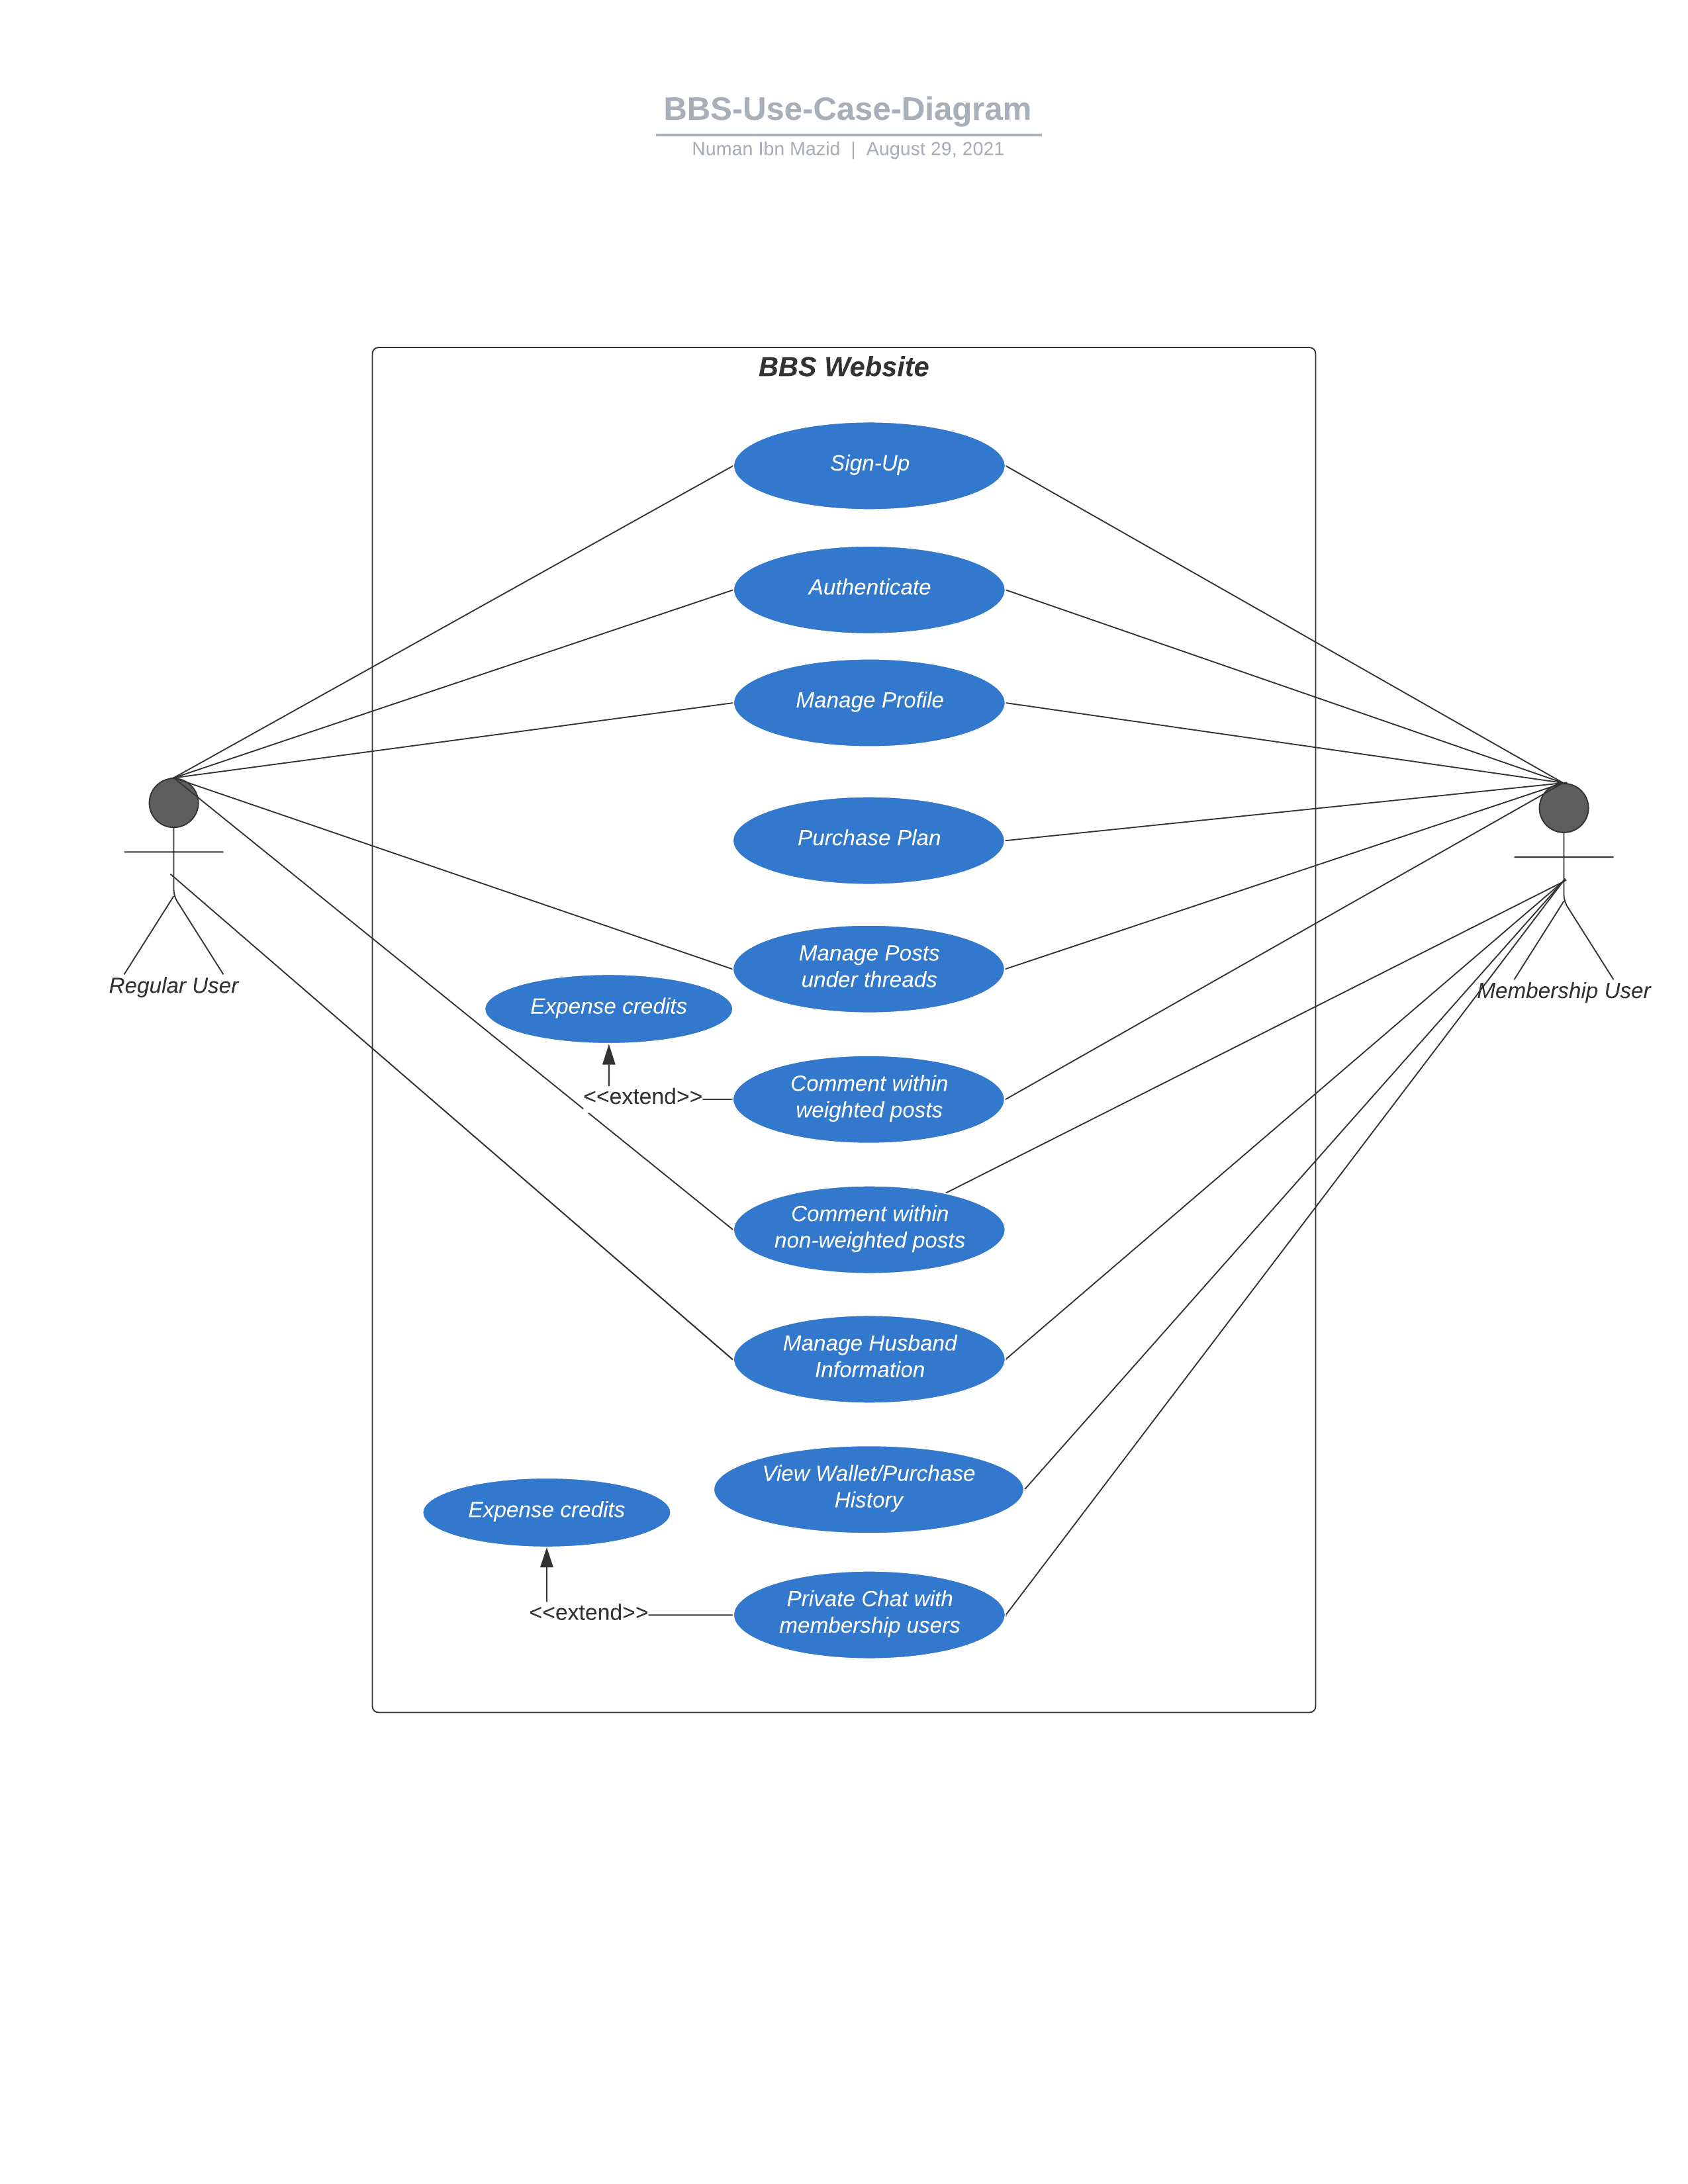 BBS-Use-Case-Diagram
Numan Ibn Mazid | August 29, 2021
BBS Website
Sign-Up
Authenticate
Manage Profile
Purchase Plan
Manage Posts
under threads
Regular User
Membership User
Expense credits
<<extend>>
Comment within
weighted posts
Comment within
non-weighted posts
Manage Husband
Information
View Wallet/Purchase
History
Expense credits
<<extend>>
Private Chat with
membership users